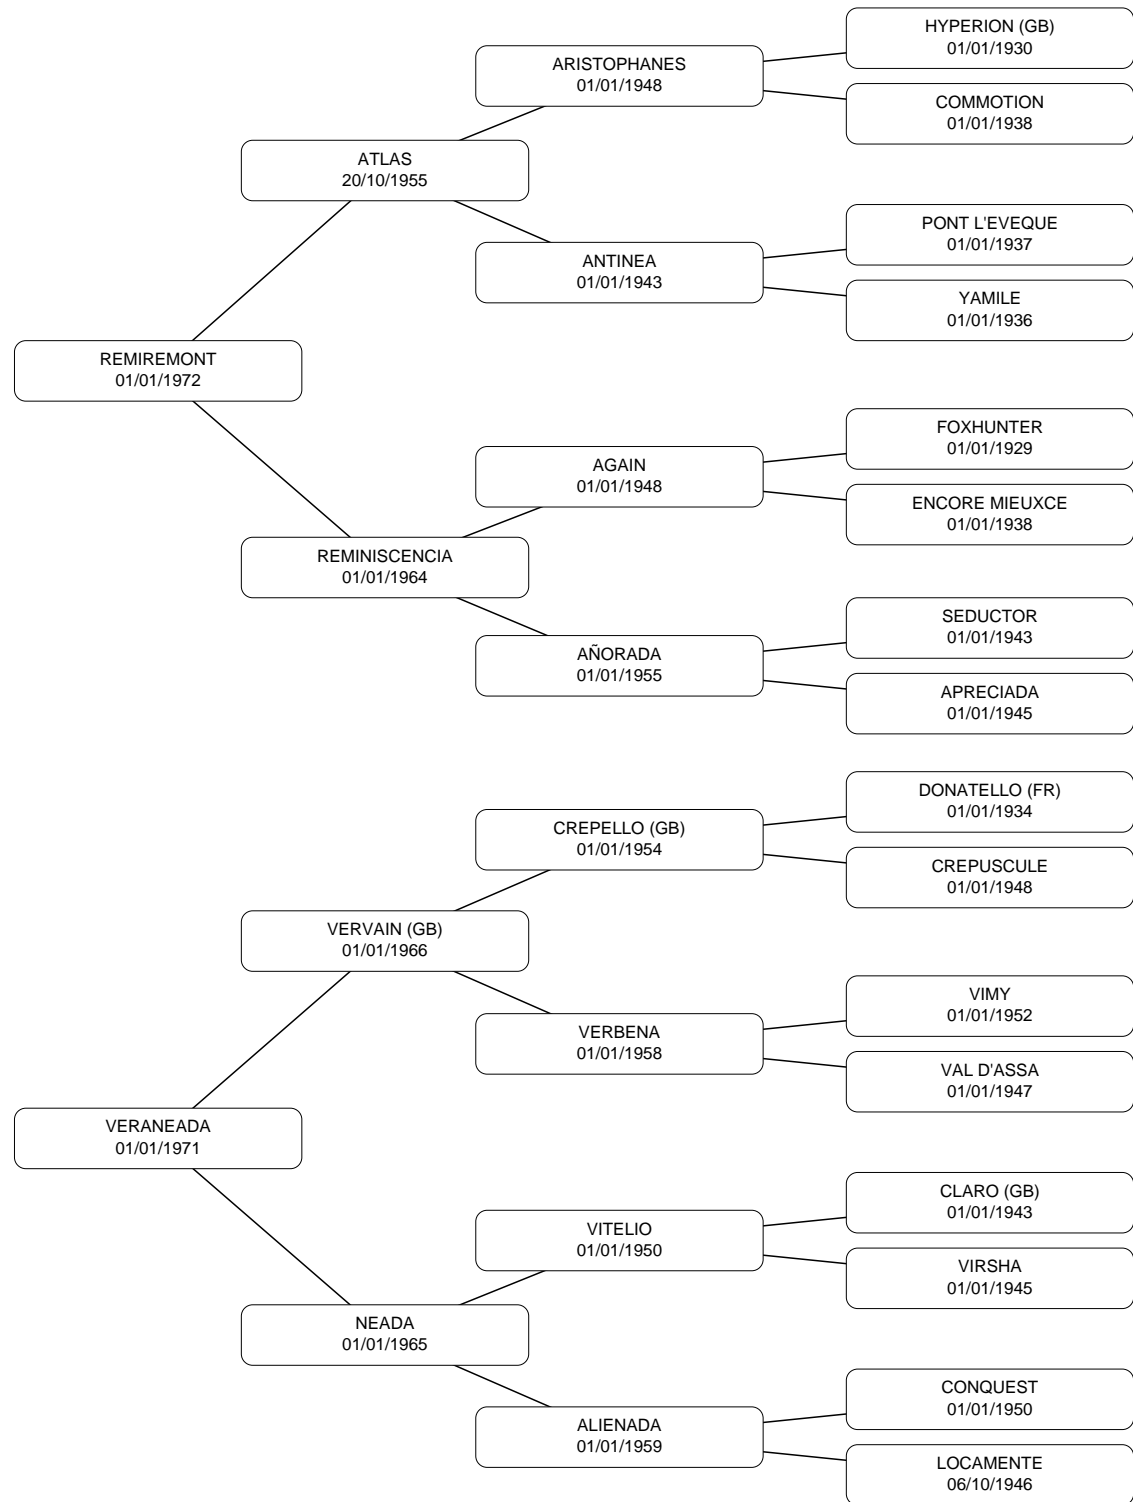 HYPERION (GB)
01/01/1930
ARISTOPHANES
01/01/1948
COMMOTION
01/01/1938
ATLAS
20/10/1955
PONT L'EVEQUE
01/01/1937
ANTINEA
01/01/1943
YAMILE
01/01/1936
REMIREMONT
01/01/1972
FOXHUNTER
01/01/1929
AGAIN
01/01/1948
ENCORE MIEUXCE
01/01/1938
REMINISCENCIA
01/01/1964
SEDUCTOR
01/01/1943
AÑORADA
01/01/1955
APRECIADA
01/01/1945
DONATELLO (FR)
01/01/1934
CREPELLO (GB)
01/01/1954
CREPUSCULE
01/01/1948
VERVAIN (GB)
01/01/1966
VIMY
01/01/1952
VERBENA
01/01/1958
VAL D'ASSA
01/01/1947
VERANEADA
01/01/1971
CLARO (GB)
01/01/1943
VITELIO
01/01/1950
VIRSHA
01/01/1945
NEADA
01/01/1965
CONQUEST
01/01/1950
ALIENADA
01/01/1959
LOCAMENTE
06/10/1946